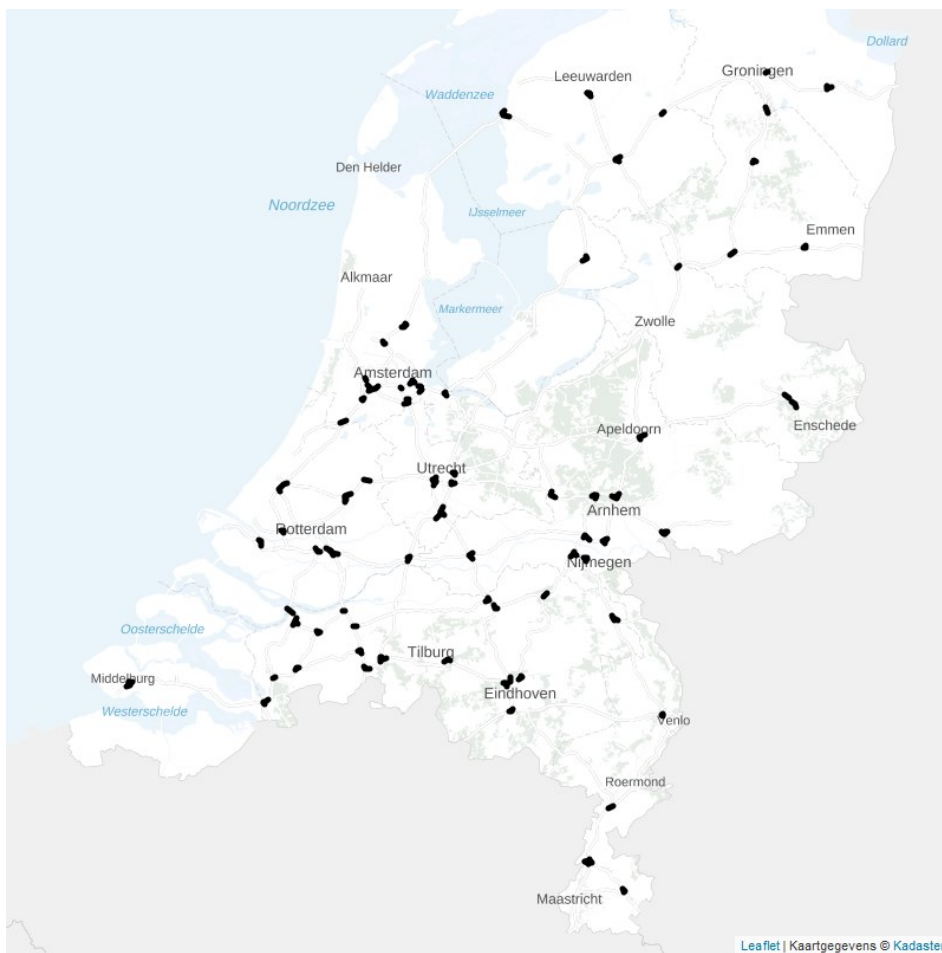 Dollard
Groningen
Leeuwarden
Waddenzee
Den Helder
Noordzee
IJsselmeer
Emmen
Alkmaar
Markermeer
Zwolle
Amsterdam
Apeldoorn
Enschede
Utrecht
Arnhem
Rotterdam
Nijmegen
Oosterschelde
Tilburg
Middelburg
Eindhoven
Westerschelde
Venlo
Roermond
Maastricht
Leaflet | Kaartgegevens © Kadaster